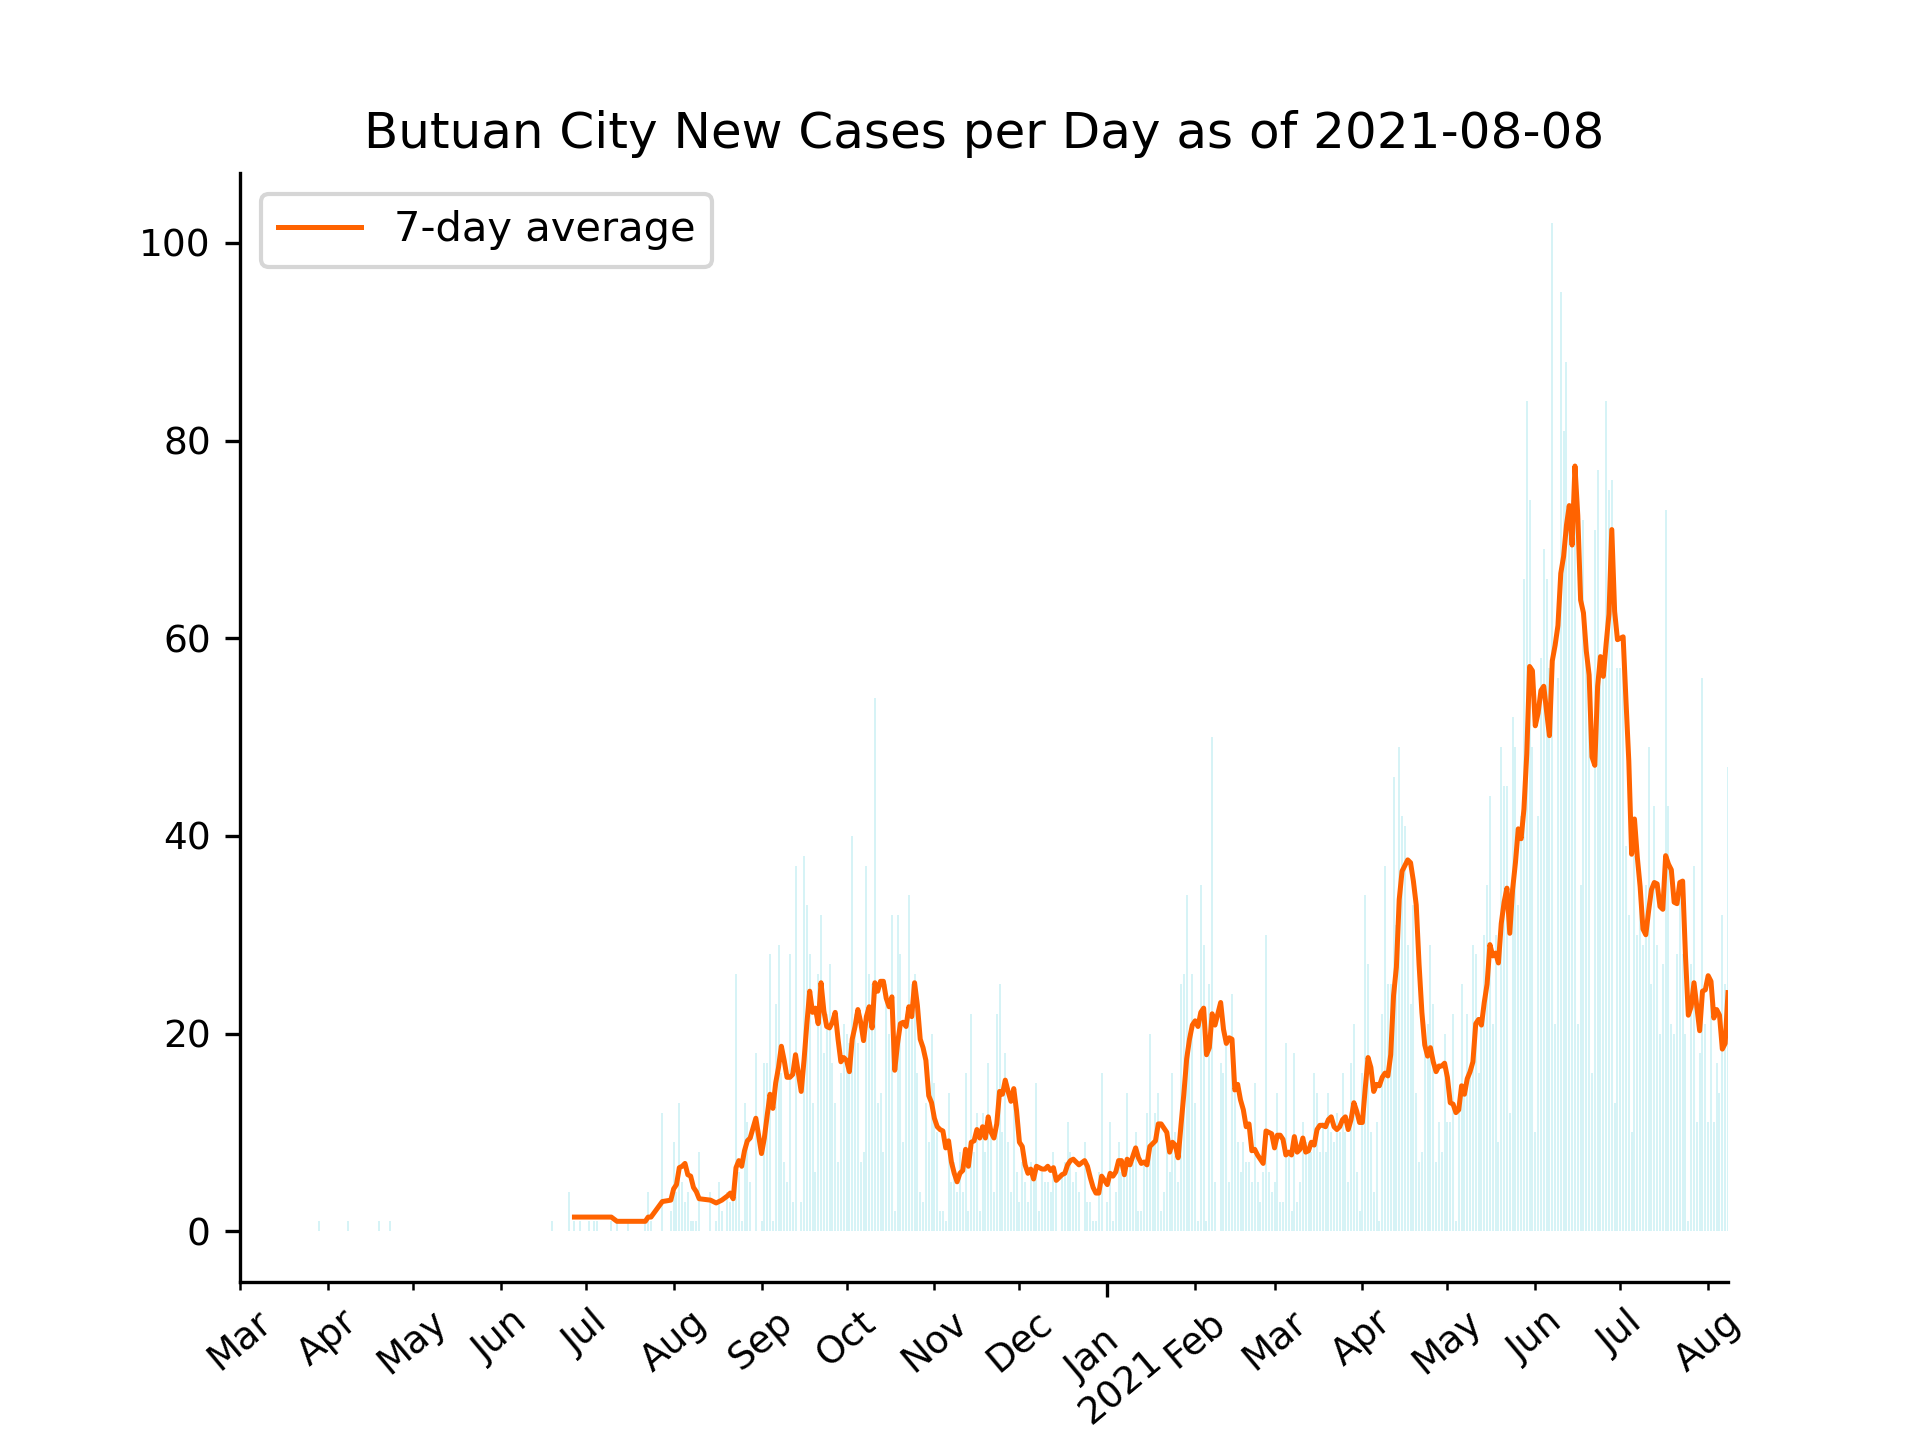 Butuan City New Cases per Day as of 2021-08-08
7-day average
100
80
60
40
20
0
Mar Apr May Jun Jul Aug Sep Oct Nov Dec Jan Feb Mar Apr May Jun Jul Aug
2021